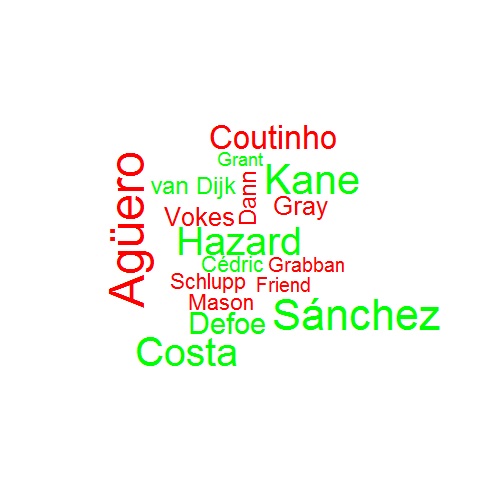 Coutinho
Grant
Agüero
van Dijk
Dann
Kane
Vokes
Gray
Hazard
Cédric
Grabban
Schlupp
Friend
Mason
Defoe
Sánchez
Costa